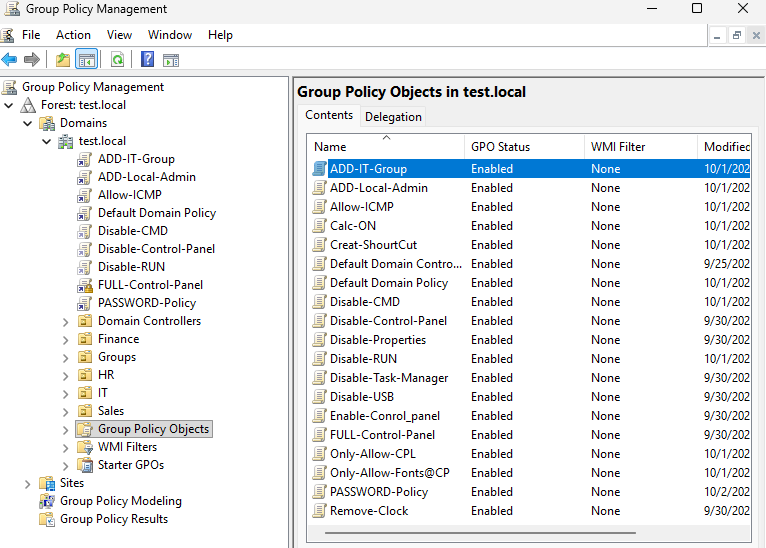 Group Policy Management
File Action View Window Help
Group Policy Management
Forest: test.local
Domains
test.local
ADD-IT-Group
ADD-Local-Admin
Allow-ICMP
Default Domain Policy
Disable-CMD
Disable-Control-Panel
Disable-RUN
FULL-Control-Panel
PASSWORD-Policy
Domain Controllers
Finance
Groups
HR
IT
Sales
Group Policy Objects
WMI Filters
Starter GPOs
Sites
Group Policy Modeling
Group Policy Results
Group Policy Objects in test.local
Contents Delegation
Name GPO Status WMI Filter Modified
ADD-IT-Group Enabled None 10/1/202
ADD-Local-Admin Enabled None 10/1/202
Allow-ICMP Enabled None 10/1/202
Calc-ON Enabled None 10/1/202
Creat-ShourtCut Enabled None 10/1/202
Default Domain Contro... Enabled None 9/25/202
Default Domain Policy Enabled None 10/1/202
Disable-CMD Enabled None 10/1/202
Disable-Control-Panel Enabled None 9/30/202
Disable-Properties Enabled None 9/30/202
Disable-RUN Enabled None 10/1/202
Disable-Task-Manager Enabled None 9/30/202
Disable-USB Enabled None 9/30/202
Enable-Conrol_panel Enabled None 9/30/202
FULL-Control-Panel Enabled None 9/30/202
Only-Allow-CPL Enabled None 10/1/202
Only-Allow-Fonts@CP Enabled None 10/1/202
PASSWORD-Policy Enabled None 10/2/202
Remove-Clock Enabled None 9/30/202